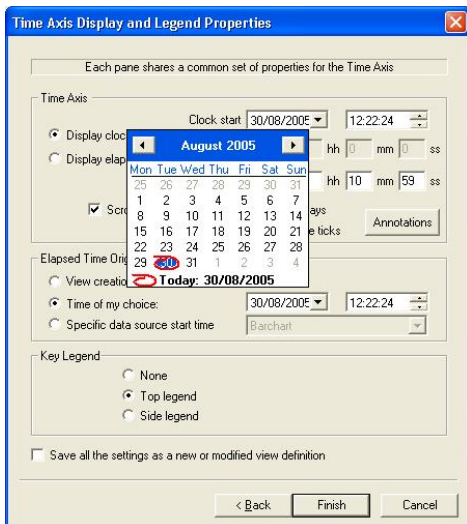 Time Axis Display and Legend Properties
Each pane shares a common set of properties for the Time Axis
Time Axis
Clock start 30/08/2005 12:22:24
Display cloc
August 2005
hh 0 mm 0 ss
Display elap
Mon Tue Wed Thu Fri Sat Sun
25 26 27 28 29 30 31
hh 10 mm 59 ss
1 2 3 4 5 6 7
Scro
8 9 10 11 12 13 14
ays
Annotations
15 16 17 18 19 20 21
e ticks
22 23 24 25 26 27 28
Elapsed Time Orig
29 30 31 1 2 3 4
View creatio
Today: 30/08/2005
Time of my choice: 30/08/2005 12:22:24
Specific data source start time Barchart
Key Legend
None
Top legend
Side legend
Save all the settings as a new or modified view definition
< Back Finish Cancel